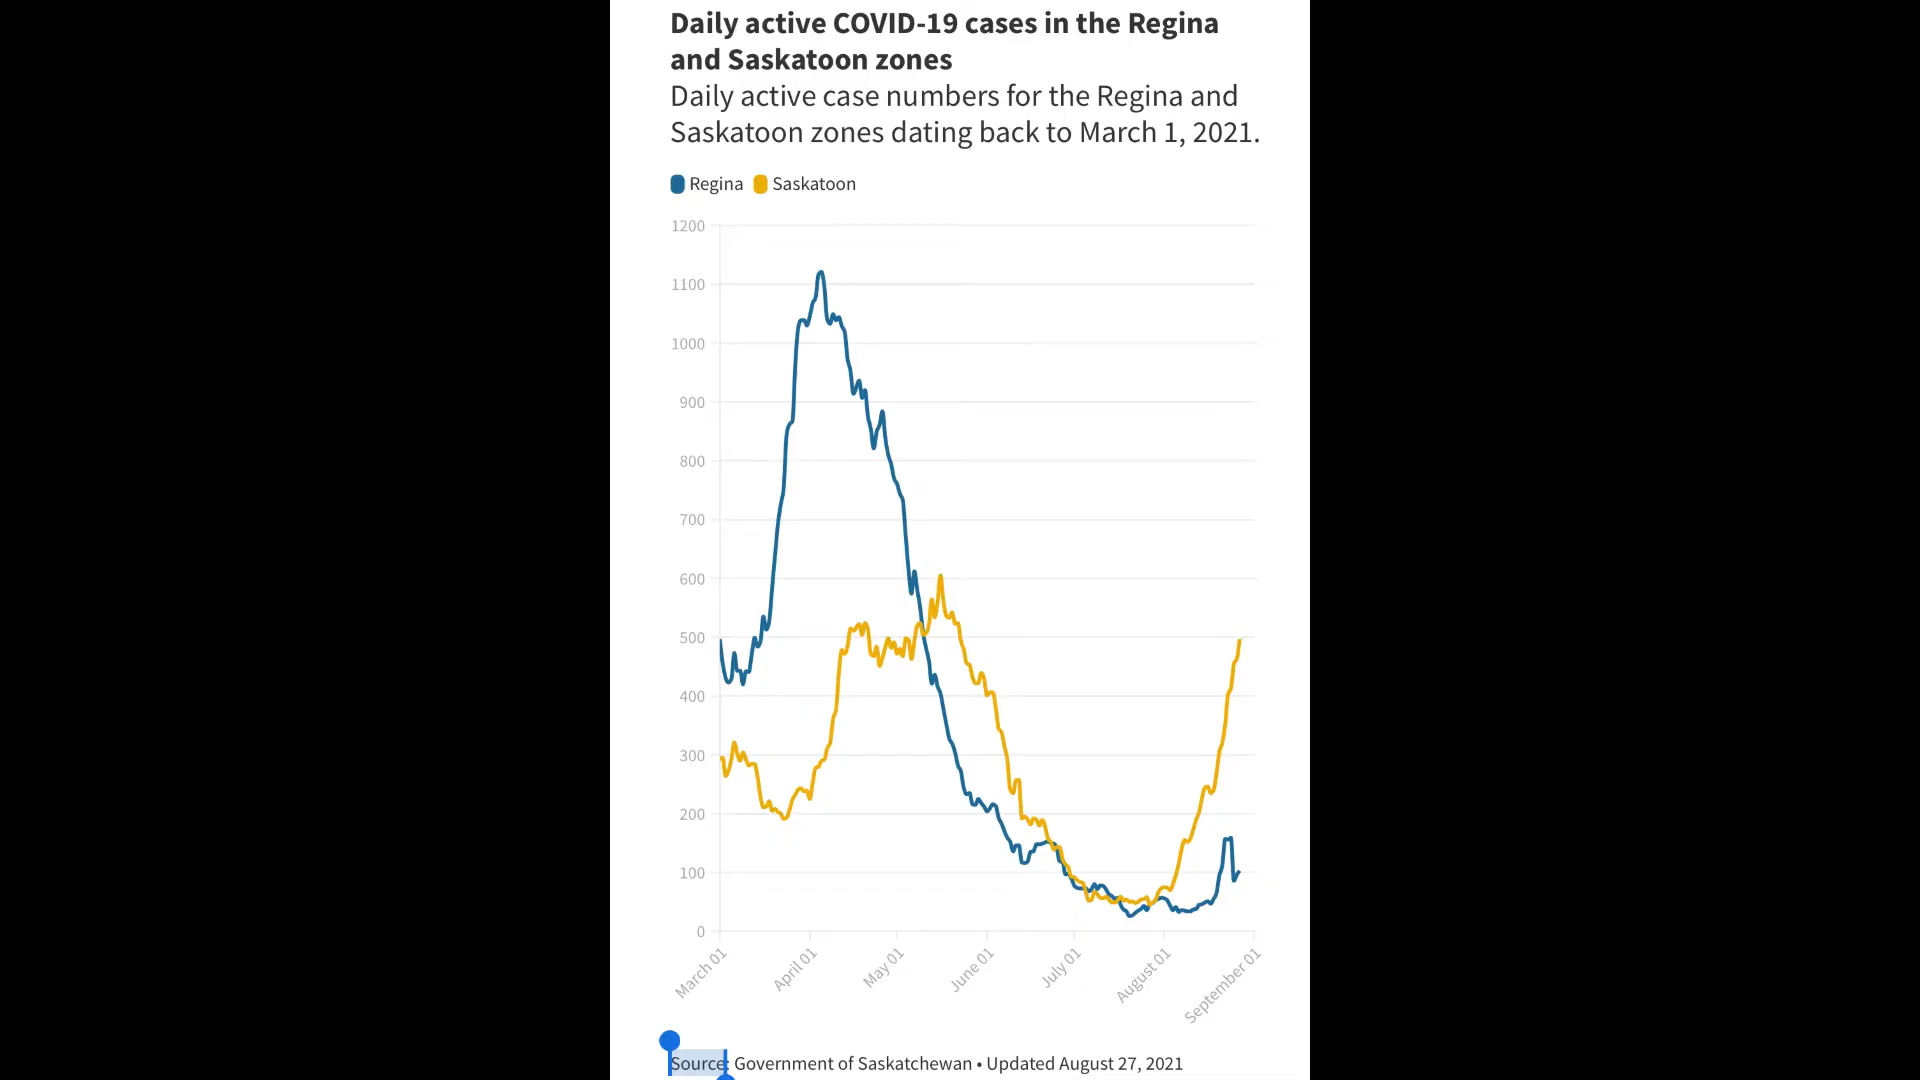 Daily active COVID-19 cases in the Regina
and Saskatoon zones
Daily active case numbers for the Regina and
Saskatoon zones dating back to March 1, 2021.
Regina Saskatoon
1200
1100
1000
900
800
700
600
500
400
300
200
100
0
March 01
April 01
May 01
June 01
July 01
August 01
September 01
Source: Government of Saskatchewan • Updated August 27, 2021